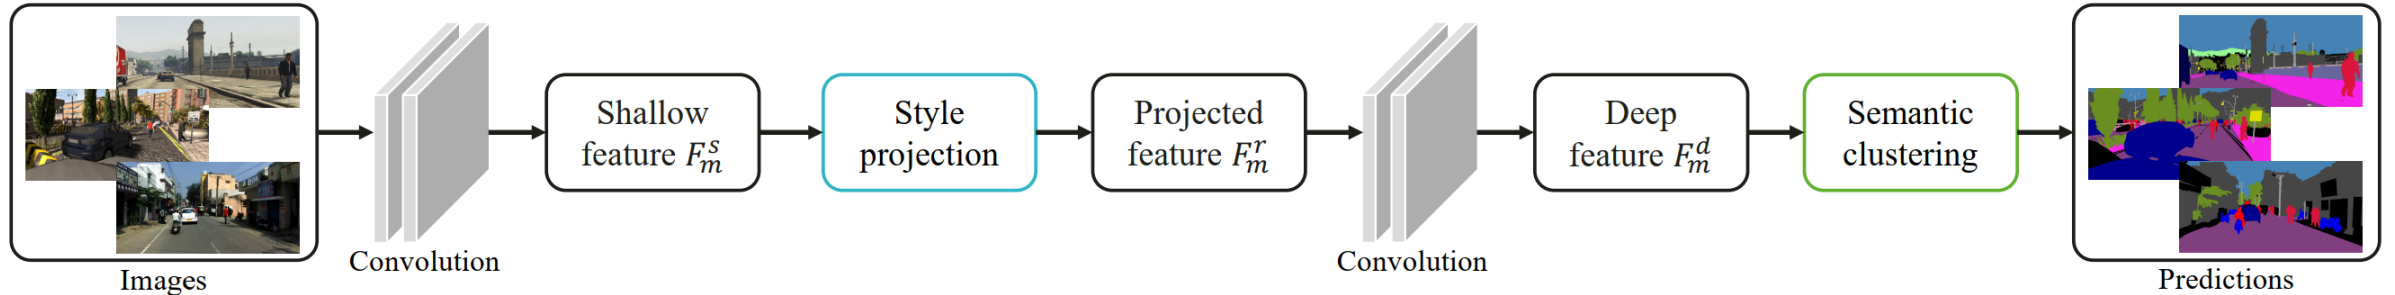 Images
Convolution
Shallow
feature $F_m^s$
Style
projection
Projected
feature $F_m^r$
Convolution
Deep
feature $F_m^d$
Semantic
clustering
Predictions